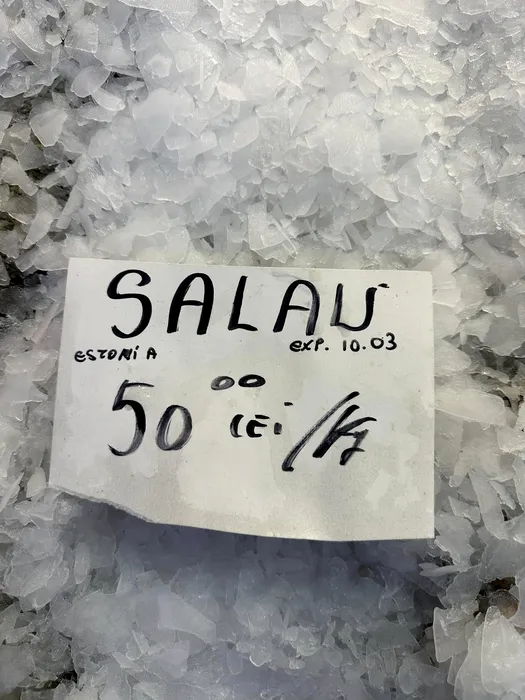 SALAU
ESTONIA exp. 10.03
50 00 LEI /Kg